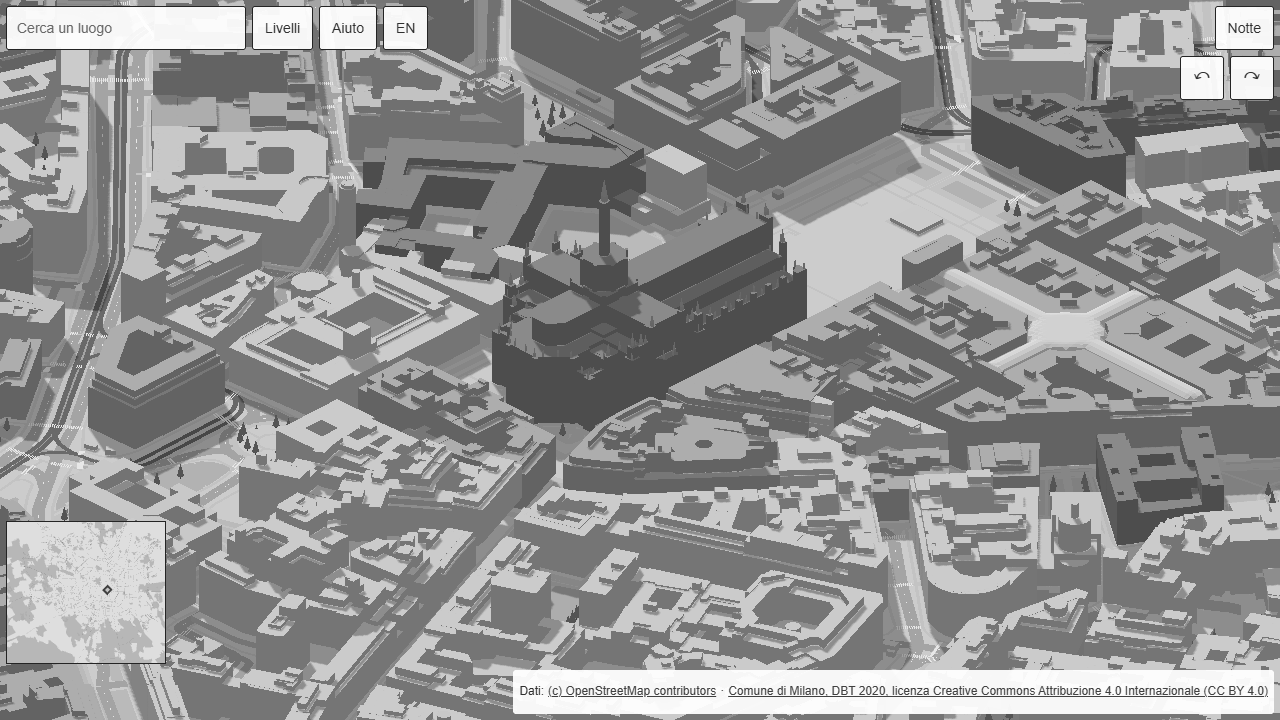 Cerca un luogo
Livelli
Aiuto
EN
Notte
Dati: (c) OpenStreetMap contributors · Comune di Milano, DBT 2020, licenza Creative Commons Attribuzione 4.0 Internazionale (CC BY 4.0)